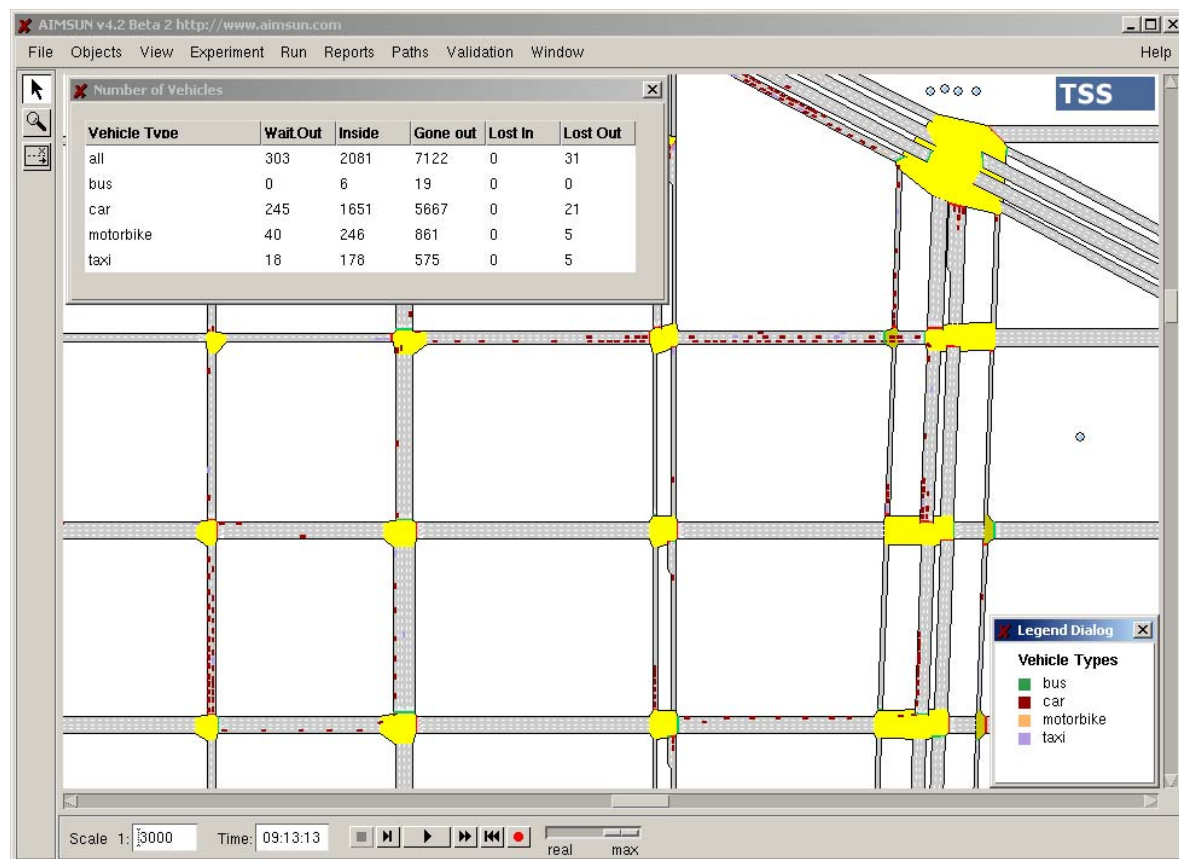 AIMSUN v4.2 Beta 2 http://www.aimsun.com
File Objects View Experiment Run Reports Paths Validation Window Help
Number of Vehicles
TSS
Vehicle Type Wait Out Inside Gone out Lost In Lost Out
all 303 2081 7122 0 31
bus 0 6 19 0 0
car 245 1651 5667 0 21
motorbike 40 246 861 0 5
taxi 18 178 575 0 5
Legend Dialog
Vehicle Types
bus
car
motorbike
taxi
Scale 1: 3000 Time: 09:13:13
real max